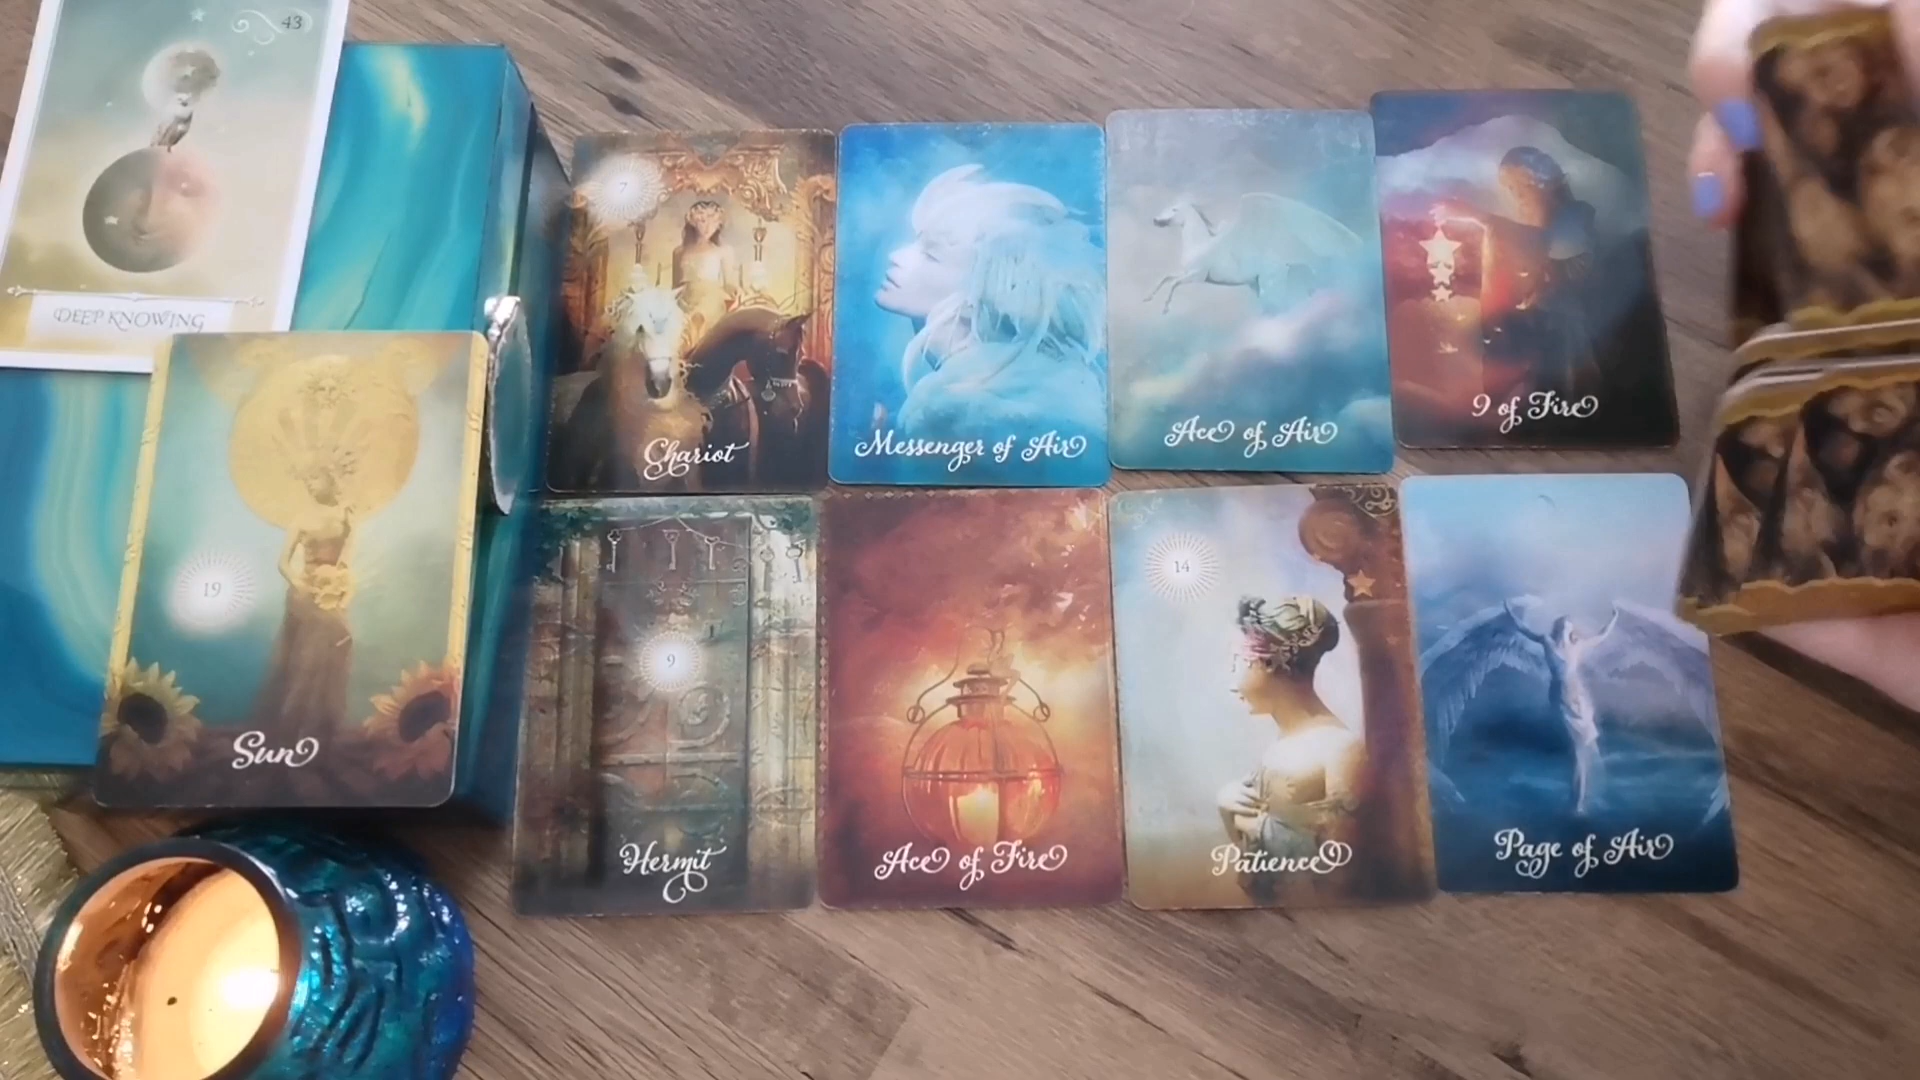 43
DEEP KNOWING
19
Sun
7
Chariot
Messenger of Air
Ace of Air
9 of Fire
9
Hermit
Ace of Fire
14
Patience
Page of Air